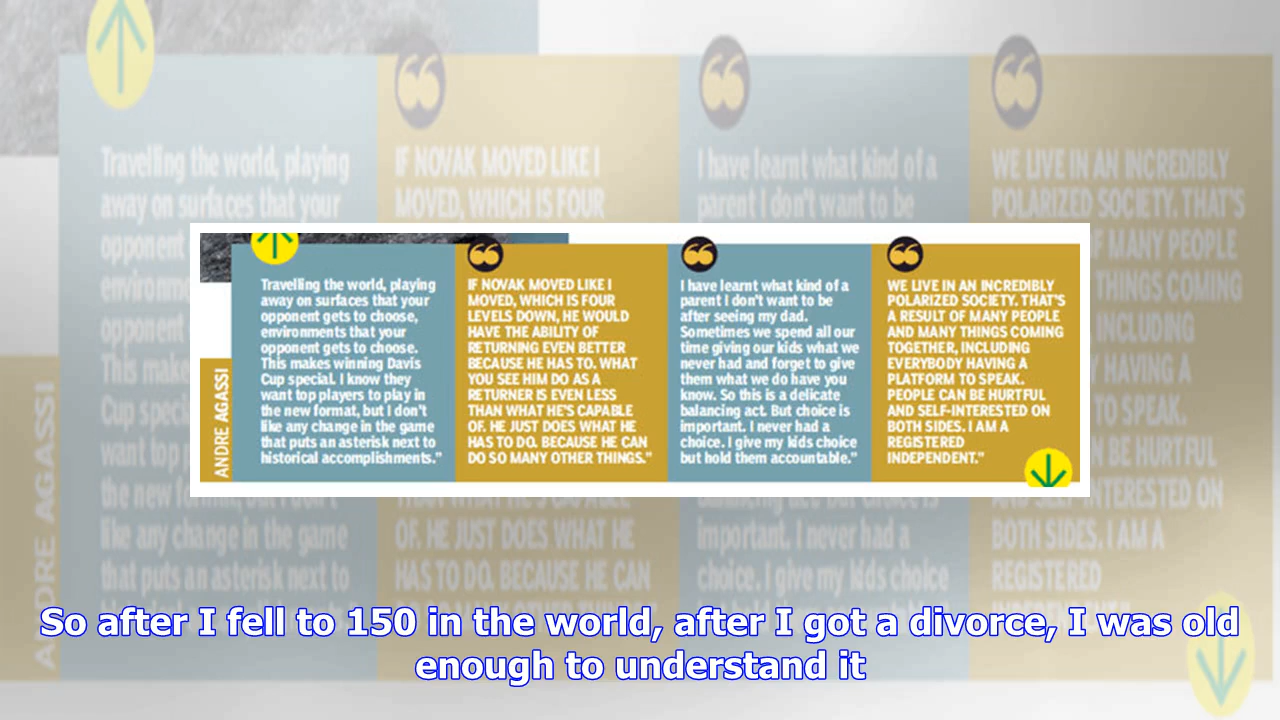 ANDRE AGASSI
Travelling the world, playing
away on surfaces that your
opponent gets to choose,
environments that your
opponent gets to choose.
This makes winning Davis
Cup special. I know they
want top players to play in
the new format, but I don't
like any change in the game
that puts an asterisk next to
historical accomplishments."
IF NOVAK MOVED LIKE I
MOVED, WHICH IS FOUR
LEVELS DOWN, HE WOULD
HAVE THE ABILITY OF
RETURNING EVEN BETTER
BECAUSE HE HAS TO. WHAT
YOU SEE HIM DO AS A
RETURNER IS EVEN LESS
THAN WHAT HE'S CAPABLE
OF. HE JUST DOES WHAT HE
HAS TO DO. BECAUSE HE CAN
DO SO MANY OTHER THINGS."
I have learnt what kind of a
parent I don't want to be
after seeing my dad.
Sometimes we spend all our
time giving our kids what we
never had and forget to give
them what we do have you
know. So this is a delicate
balancing act. But choice is
important. I never had a
choice. I give my kids choice
but hold them accountable."
WE LIVE IN AN INCREDIBLY
POLARIZED SOCIETY. THAT'S
A RESULT OF MANY PEOPLE
AND MANY THINGS COMING
TOGETHER, INCLUDING
EVERYBODY HAVING A
PLATFORM TO SPEAK.
PEOPLE CAN BE HURTFUL
AND SELF-INTERESTED ON
BOTH SIDES. I AM A
REGISTERED
INDEPENDENT."
So after I fell to 150 in the world, after I got a divorce, I was old
enough to understand it